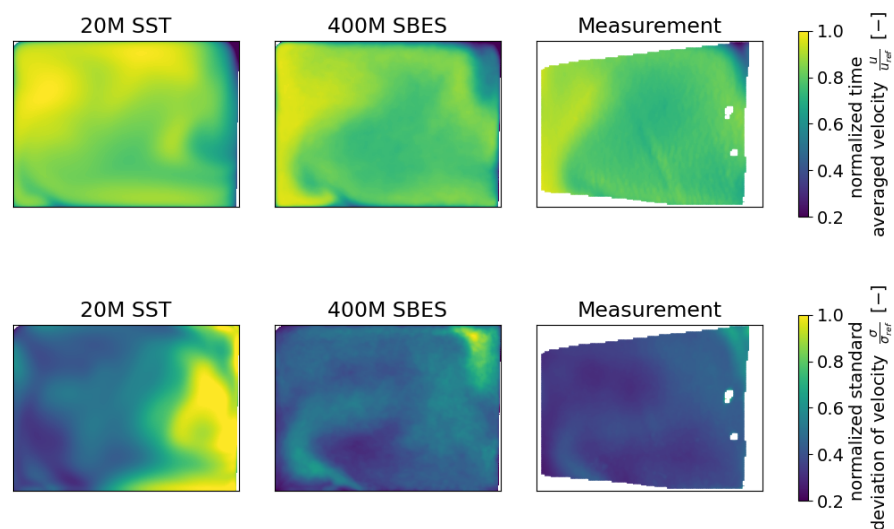 20M SST 400M SBES Measurement
1.0
0.8
0.6
0.4
0.2
normalized time
averaged velocity u/u_ref [−]
20M SST 400M SBES Measurement
1.0
0.8
0.6
0.4
0.2
normalized standard
deviation of velocity σ/σ_ref [−]